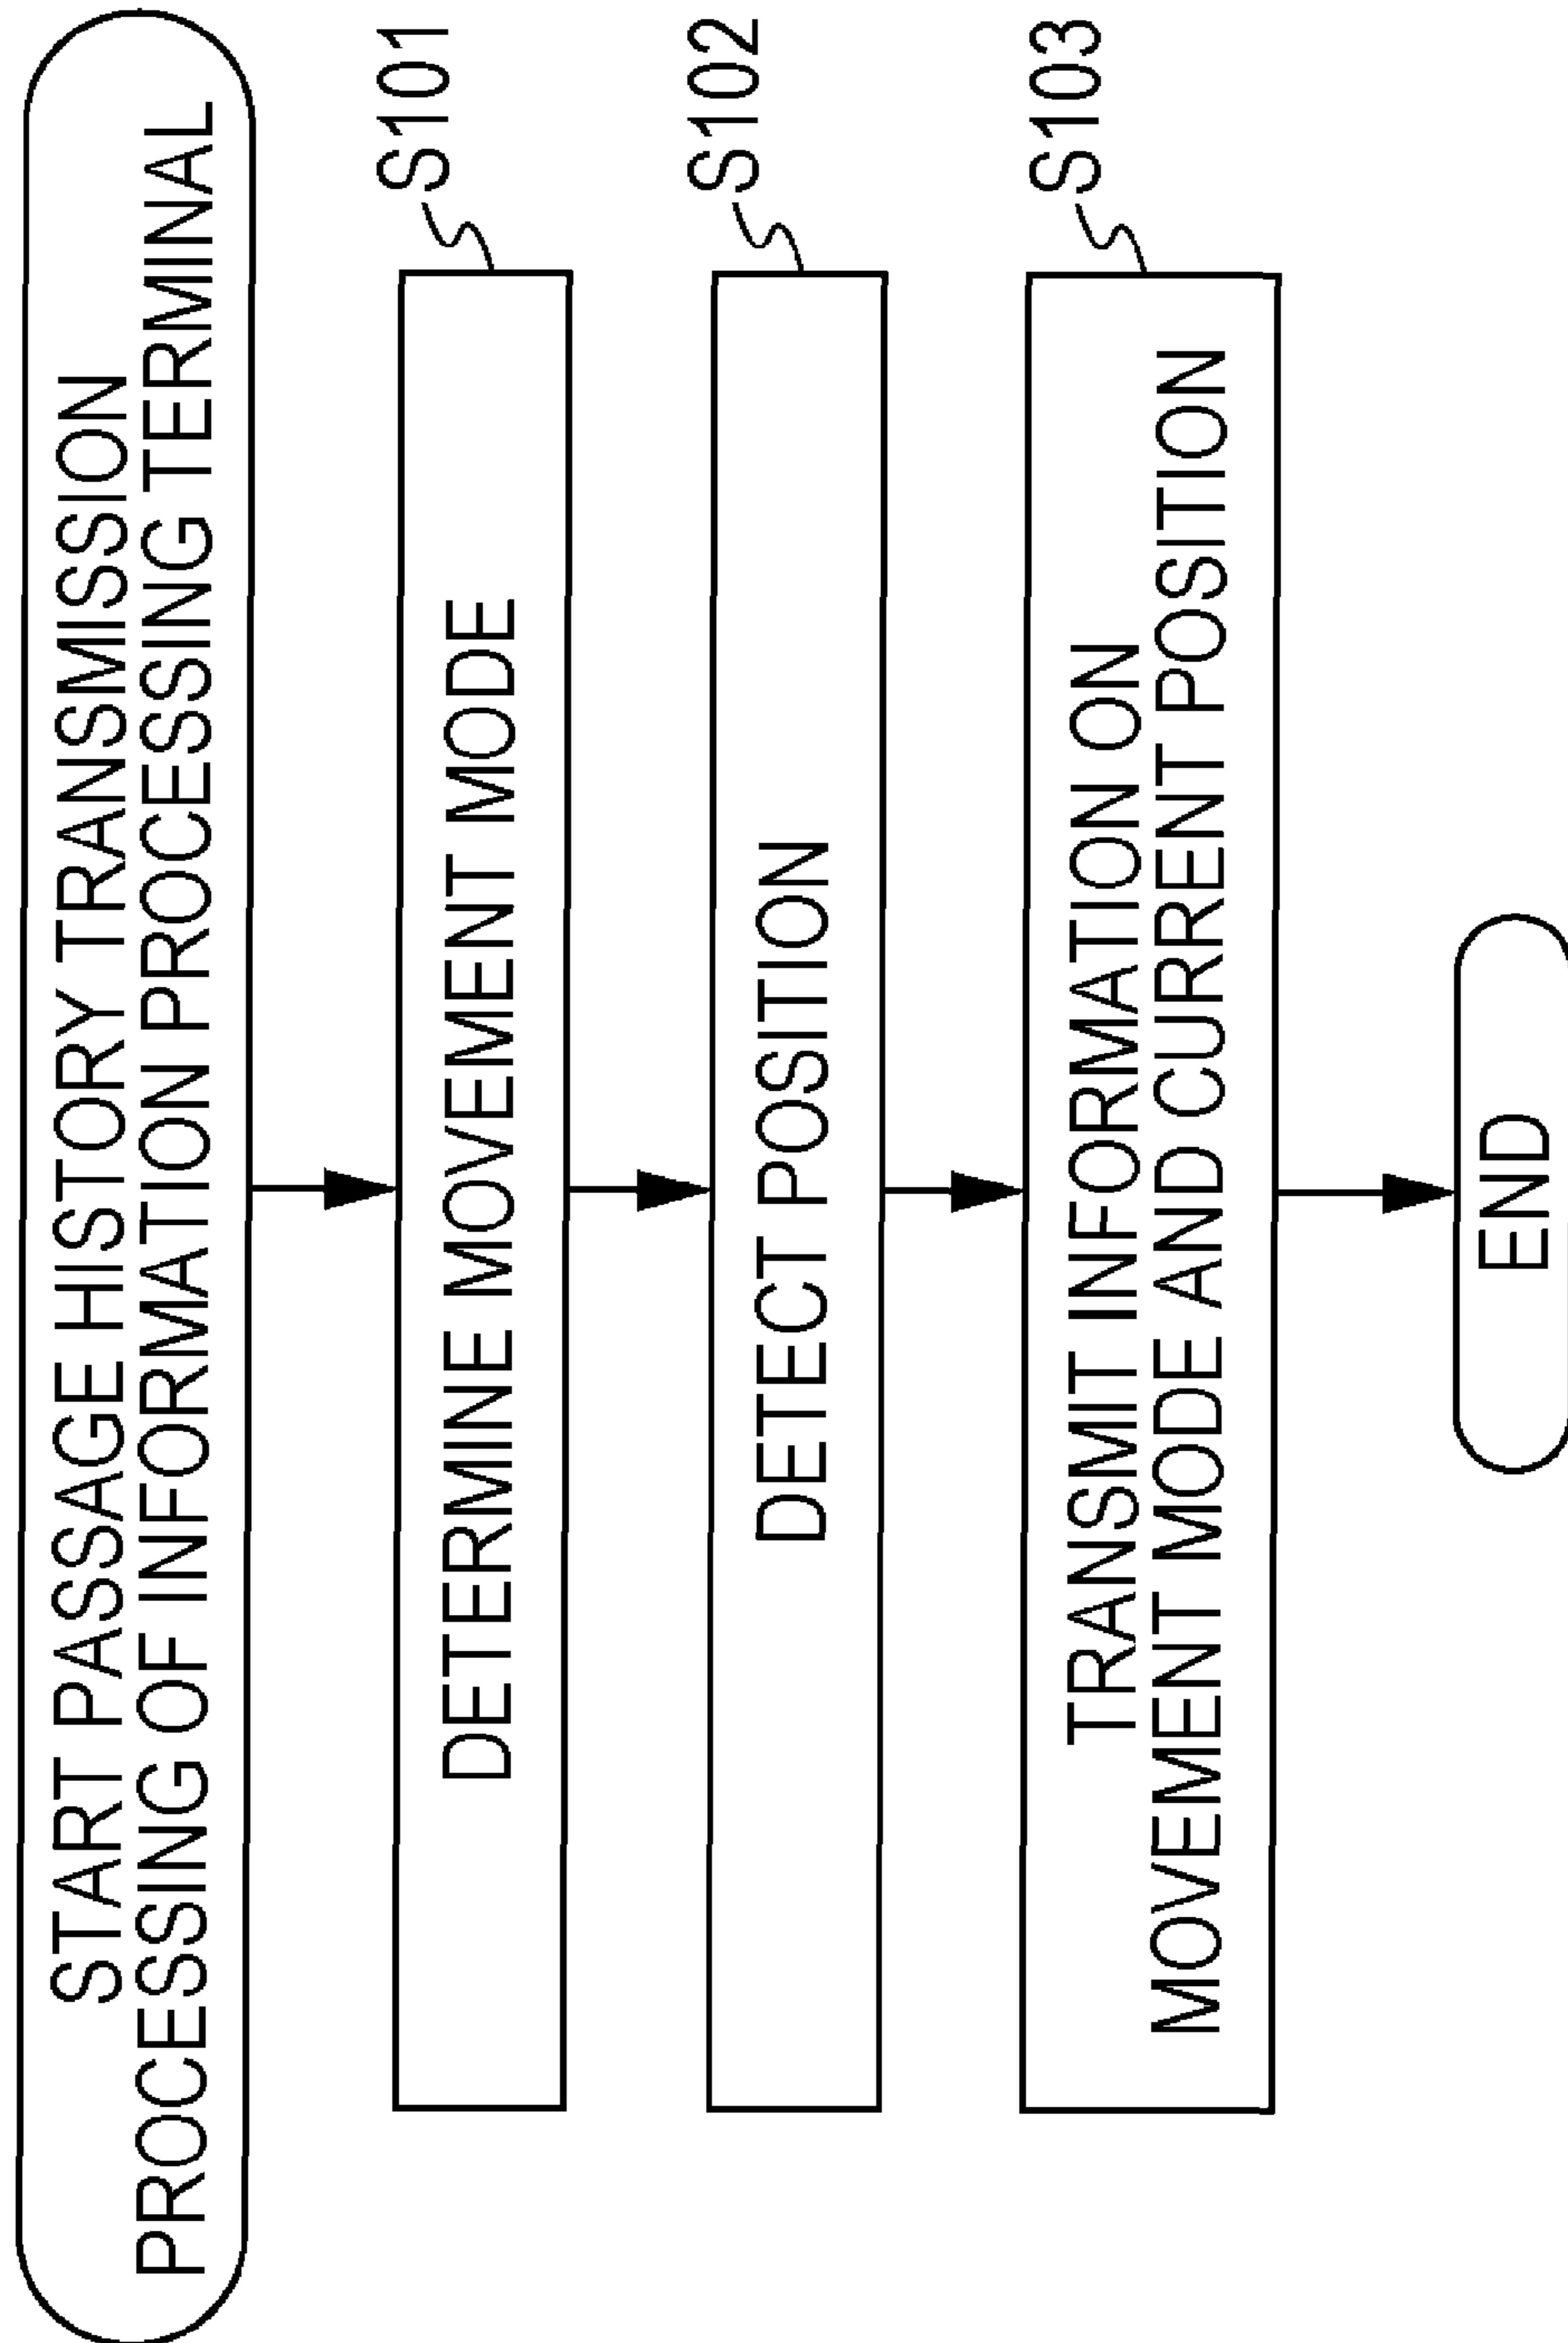 START PASSAGE HISTORY TRANSMISSION
PROCESSING OF INFORMATION PROCESSING TERMINAL
S101
DETERMINE MOVEMENT MODE
S102
DETECT POSITION
S103
TRANSMIT INFORMATION ON
MOVEMENT MODE AND CURRENT POSITION
END